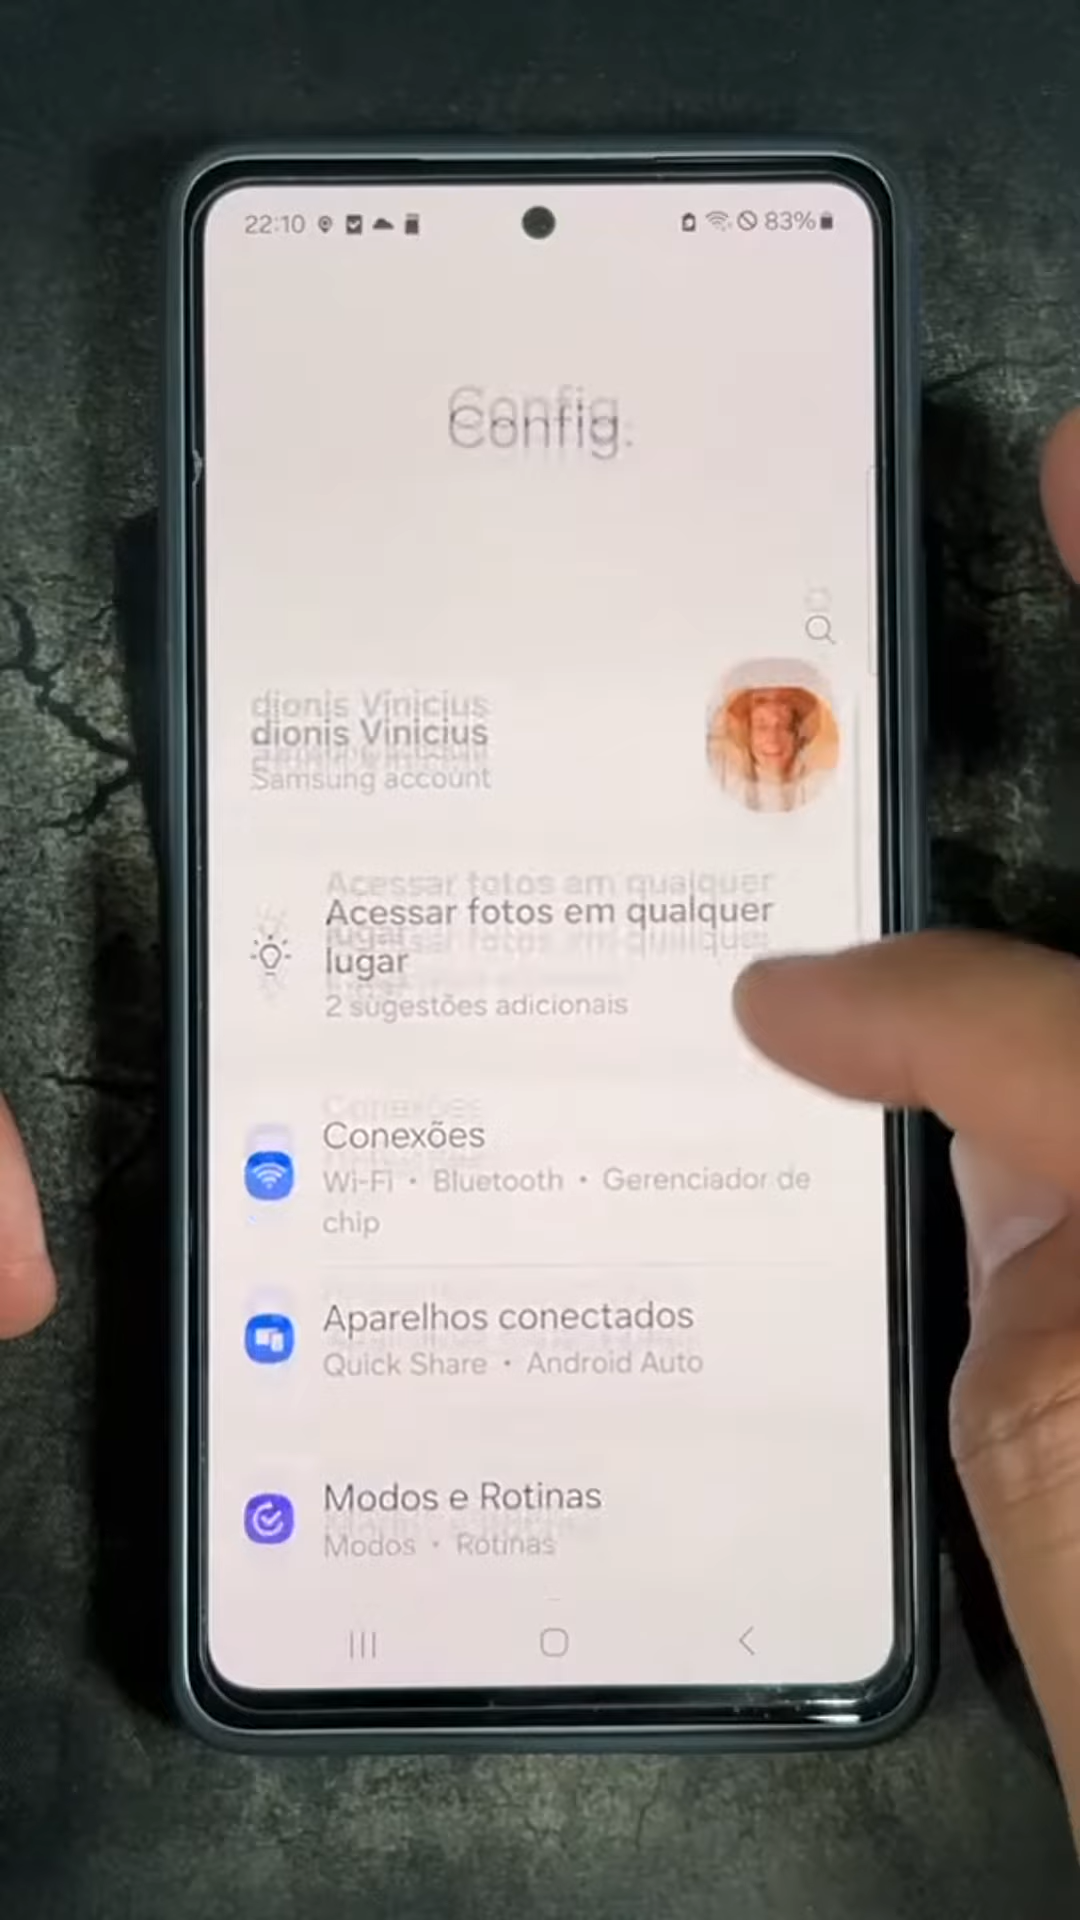 22:10
83%
Config.
dionis Vinicius
Samsung account
Acessar fotos em qualquer
lugar
2 sugestões adicionais
Conexões
Wi-Fi • Bluetooth • Gerenciador de
chip
Aparelhos conectados
Quick Share • Android Auto
Modos e Rotinas
Modos • Rotinas